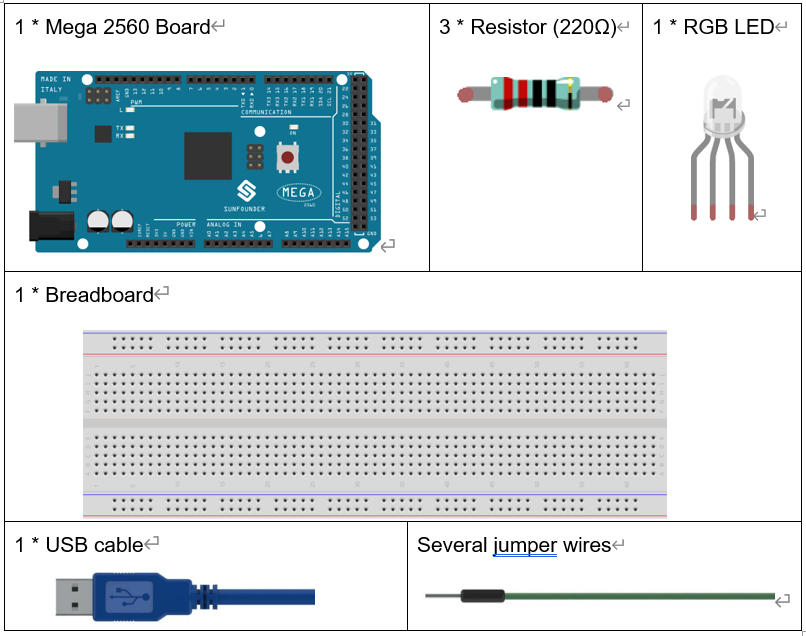 1 * Mega 2560 Board
3 * Resistor (220Ω)
1 * RGB LED
MADE IN
ITALY
PWM
L
COMMUNICATION
TX
RX
ON
MEGA
2560
SUNFOUNDER
DIGITAL
POWER
ANALOG IN
GND
1 * Breadboard
1 * USB cable
Several jumper wires